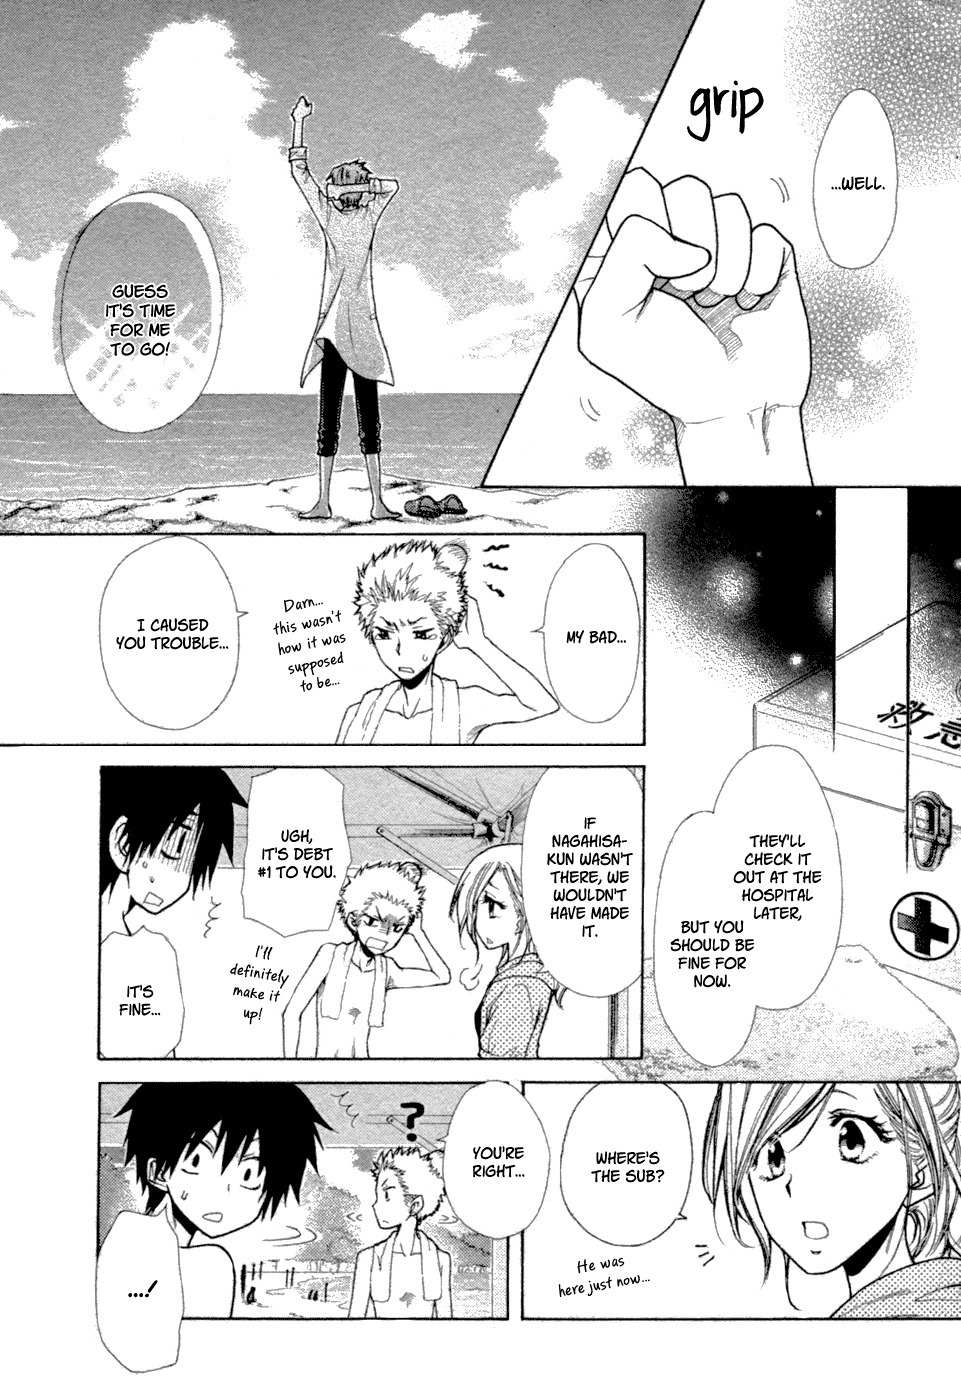 ...WELL.
grip
GUESS
IT'S TIME
FOR ME
TO GO!
MY BAD...
Darn...
this wasn't
how it was
supposed
to be...
I CAUSED
YOU TROUBLE...
救急
THEY'LL
CHECK IT
OUT AT THE
HOSPITAL
LATER,
BUT YOU
SHOULD BE
FINE FOR
NOW.
IF
NAGAHISA-
KUN WASN'T
THERE, WE
WOULDN'T
HAVE MADE
IT.
UGH,
IT'S DEBT
#1 TO YOU.
I'll
definitely
make it
up!
IT'S
FINE...
WHERE'S
THE SUB?
He was
here just now...
YOU'RE
RIGHT...
?
....!